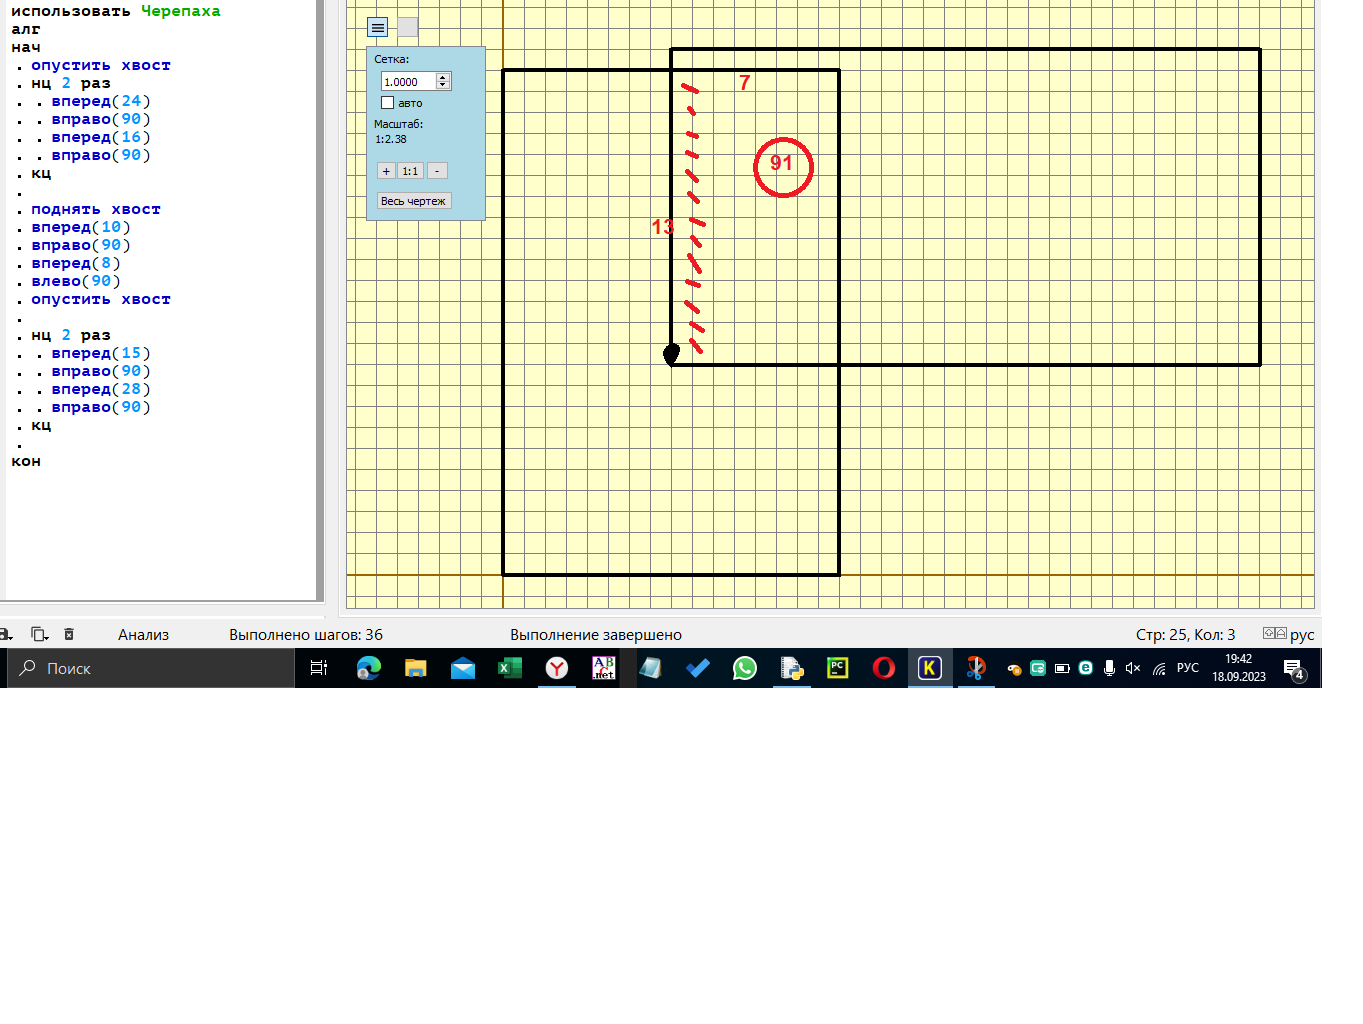 использовать Черепаха
алг
нач
. опустить хвост
. нц 2 раз
. . вперед(24)
. . вправо(90)
. . вперед(16)
. . вправо(90)
. кц
.
. поднять хвост
. вперед(10)
. вправо(90)
. вперед(8)
. влево(90)
. опустить хвост
.
. нц 2 раз
. . вперед(15)
. . вправо(90)
. . вперед(28)
. . вправо(90)
. кц
.
кон
Сетка:
1.0000
авто
Масштаб:
1:2.38
+ 1:1 -
Весь чертеж
7
91
13
Анализ
Выполнено шагов: 36
Выполнение завершено
Стр: 25, Кол: 3
рус
Поиск
X
Y
AB
.net
PC
K
e
РУС
19:42
18.09.2023
4